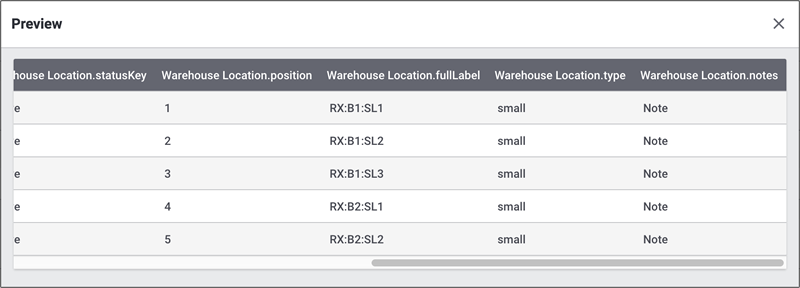 Preview
house Location.statusKey Warehouse Location.position Warehouse Location.fullLabel Warehouse Location.type Warehouse Location.notes
e 1 RX:B1:SL1 small Note
e 2 RX:B1:SL2 small Note
e 3 RX:B1:SL3 small Note
e 4 RX:B2:SL1 small Note
e 5 RX:B2:SL2 small Note